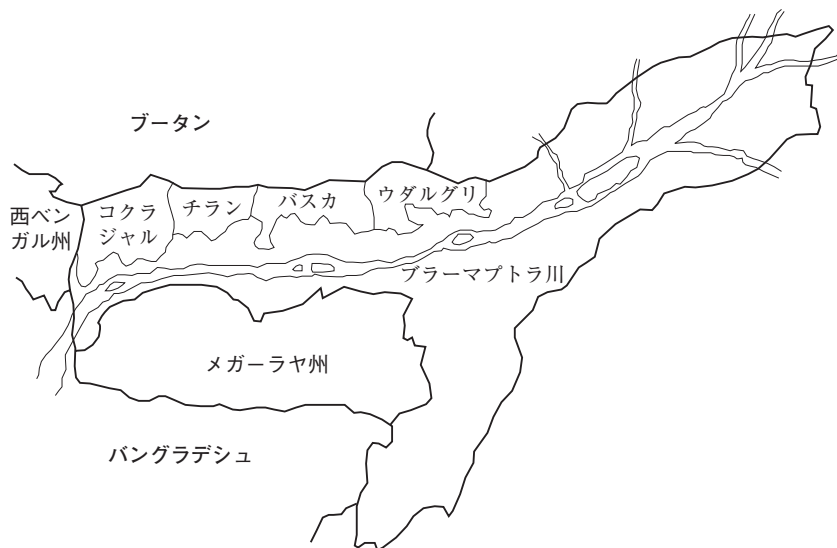 ブータン
西ベン
ガル州
コクラ
ジャル
チラン
バスカ
ウダルグリ
ブラーマプトラ川
メガーラヤ州
バングラデシュ